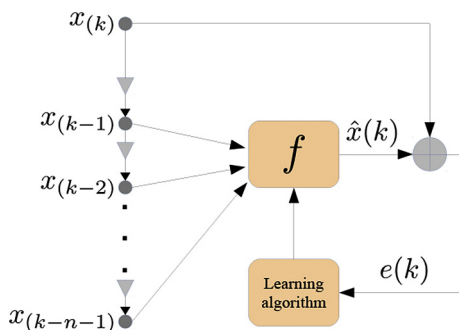 x(k)
x(k−1)
x̂(k)
f
x(k−2)
Learning
algorithm
e(k)
x(k−n−1)